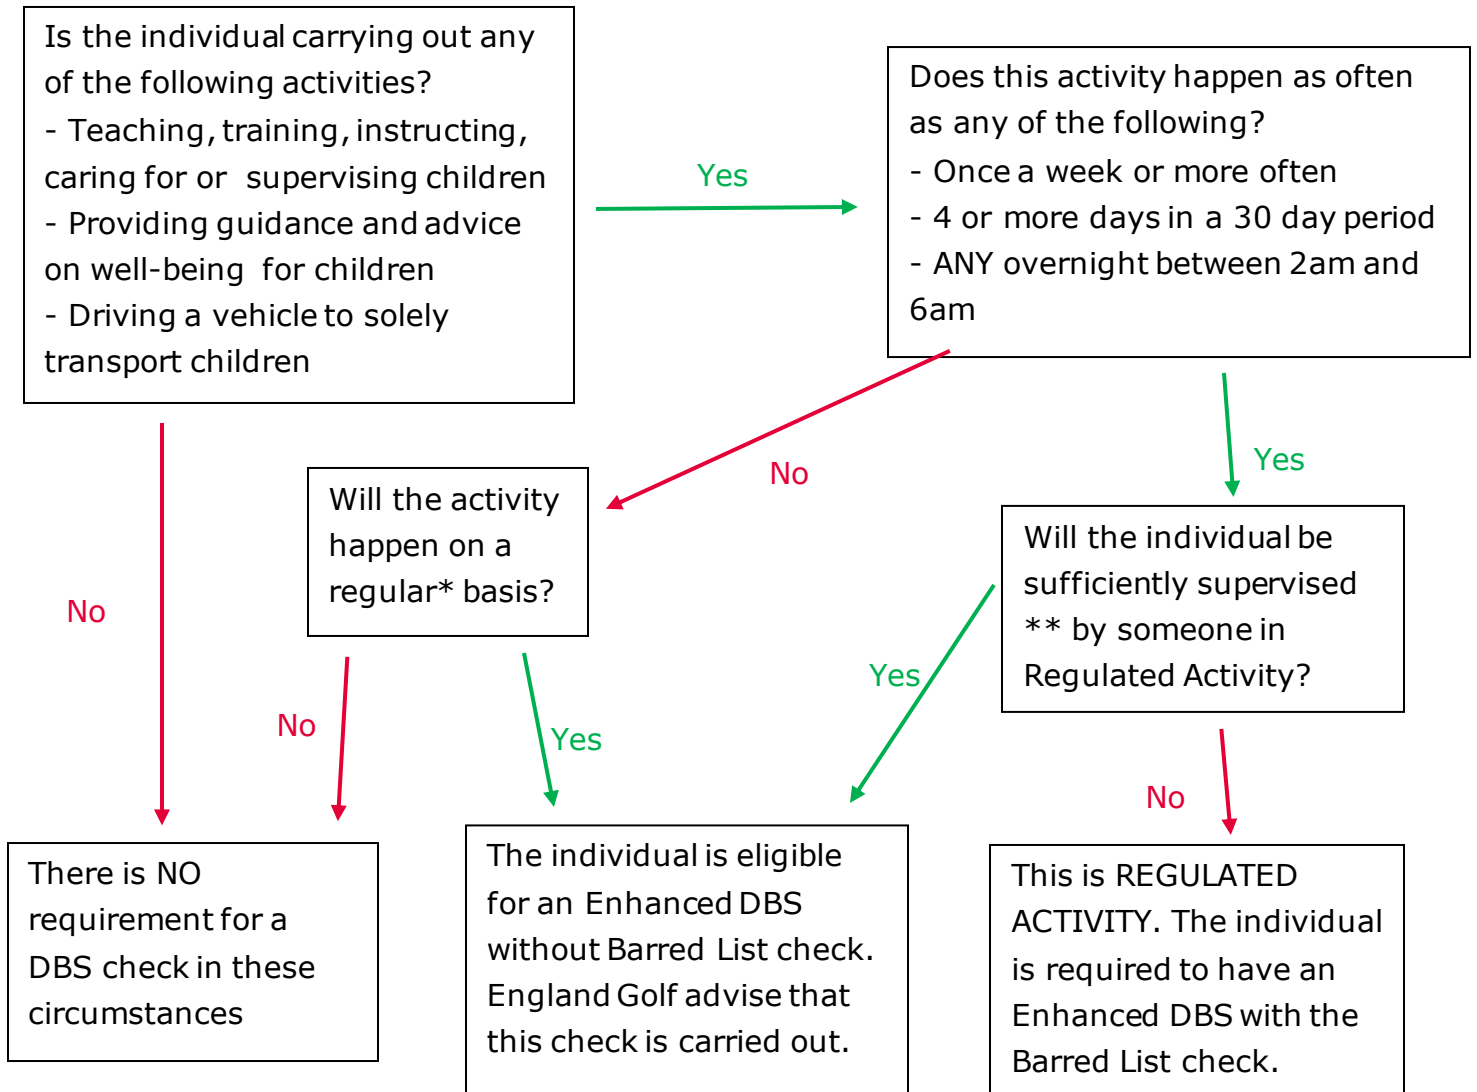 Is the individual carrying out any
of the following activities?
- Teaching, training, instructing,
caring for or supervising children
- Providing guidance and advice
on well-being for children
- Driving a vehicle to solely
transport children
Yes
Does this activity happen as often
as any of the following?
- Once a week or more often
- 4 or more days in a 30 day period
- ANY overnight between 2am and
6am
No
Yes
No
Will the activity
happen on a
regular* basis?
Will the individual be
sufficiently supervised
** by someone in
Regulated Activity?
No
Yes
Yes
No
There is NO
requirement for a
DBS check in these
circumstances
The individual is eligible
for an Enhanced DBS
without Barred List check.
England Golf advise that
this check is carried out.
This is REGULATED
ACTIVITY. The individual
is required to have an
Enhanced DBS with the
Barred List check.